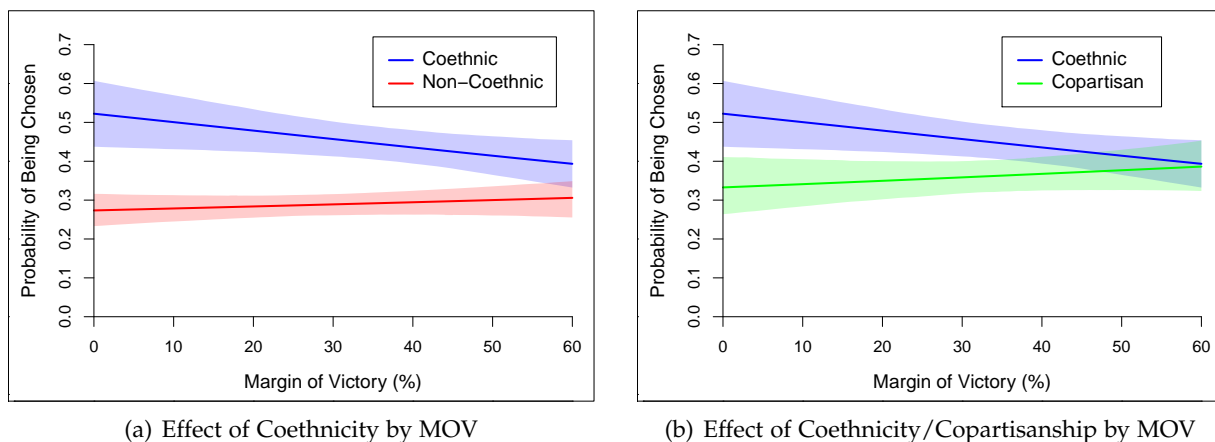 Coethnic
Non−Coethnic
Probability of Being Chosen
0.7
0.6
0.5
0.4
0.3
0.2
0.1
0.0
0 10 20 30 40 50 60
Margin of Victory (%)
(a) Effect of Coethnicity by MOV
Coethnic
Copartisan
Probability of Being Chosen
0.7
0.6
0.5
0.4
0.3
0.2
0.1
0.0
0 10 20 30 40 50 60
Margin of Victory (%)
(b) Effect of Coethnicity/Copartisanship by MOV